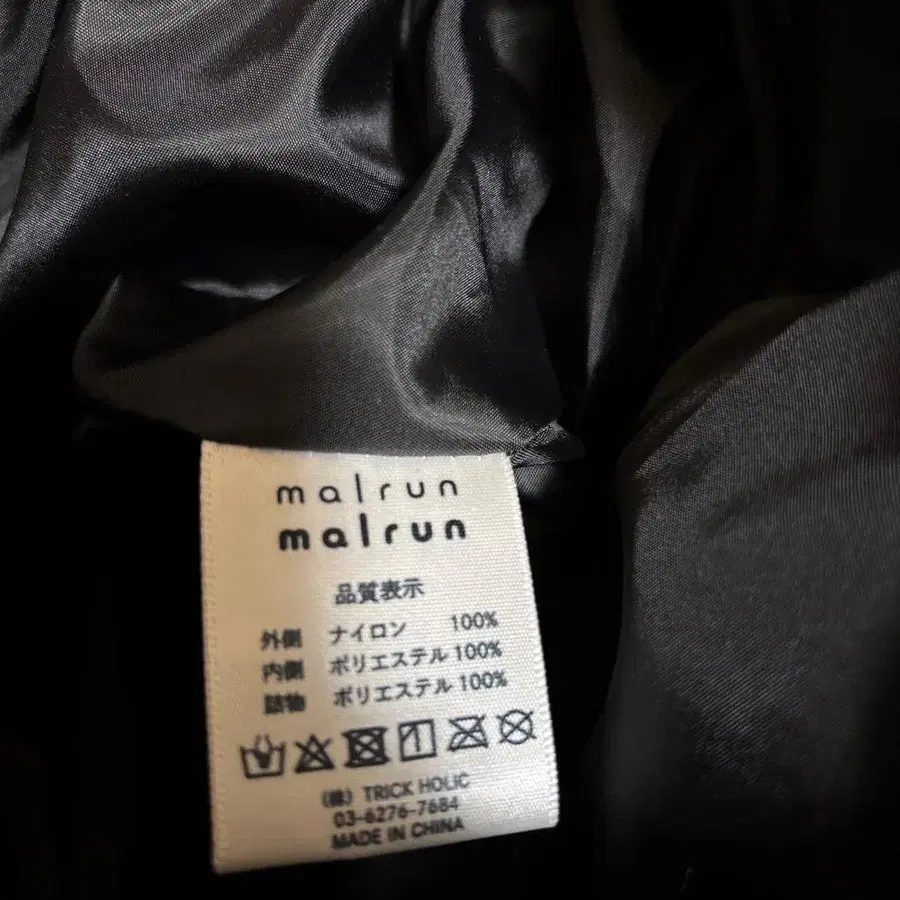 malrun
malrun
品質表示
外側 ナイロン 100%
内側 ポリエステル 100%
詰物 ポリエステル 100%
(株) TRICK HOLIC
03-6276-7684
MADE IN CHINA